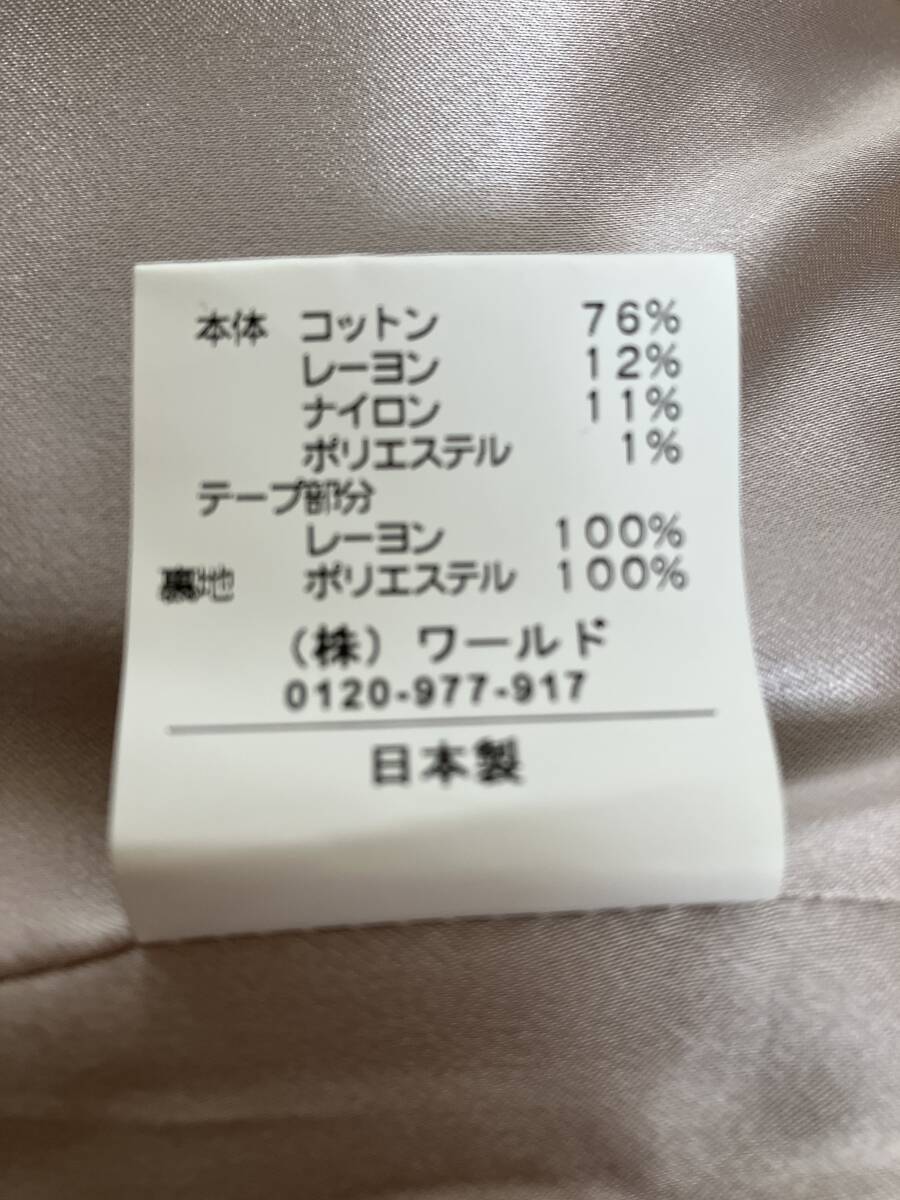 本体 コットン 76%
レーヨン 12%
ナイロン 11%
ポリエステル 1%
テープ部分
レーヨン 100%
裏地 ポリエステル 100%
(株) ワールド
0120-977-917
日本製